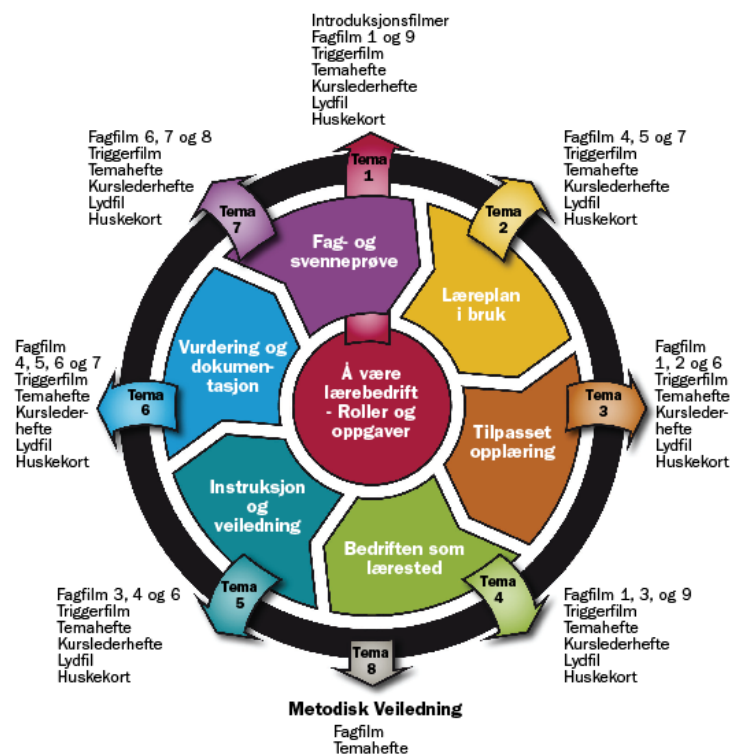 Introduksjonsfilmer
Fagfilm 1 og 9
Triggerfilm
Temahefte
Kurslederhefte
Lydfil
Huskekort
Tema
1
Fagfilm 4, 5 og 7
Triggerfilm
Temahefte
Kurslederhefte
Lydfil
Huskekort
Tema
2
Læreplan
i bruk
Fagfilm
1, 2 og 6
Triggerfilm
Temahefte
Kursleder-
hefte
Lydfil
Huskekort
Tema
3
Tilpasset
opplæring
Fagfilm 1, 3, og 9
Triggerfilm
Temahefte
Kurslederhefte
Lydfil
Huskekort
Tema
4
Bedriften som
lærested
Tema
8
Metodisk Veiledning
Fagfilm
Temahefte
Fagfilm 3, 4 og 6
Triggerfilm
Temahefte
Kurslederhefte
Lydfil
Huskekort
Tema
5
Instruksjon
og
veiledning
Fagfilm
4, 5, 6 og 7
Triggerfilm
Temahefte
Kursleder-
hefte
Lydfil
Huskekort
Tema
6
Vurdering og
dokumen-
tasjon
Fagfilm 6, 7 og 8
Triggerfilm
Temahefte
Kurslederhefte
Lydfil
Huskekort
Tema
7
Fag- og
svenneprøve
Å være
lærebedrift
- Roller og
oppgaver